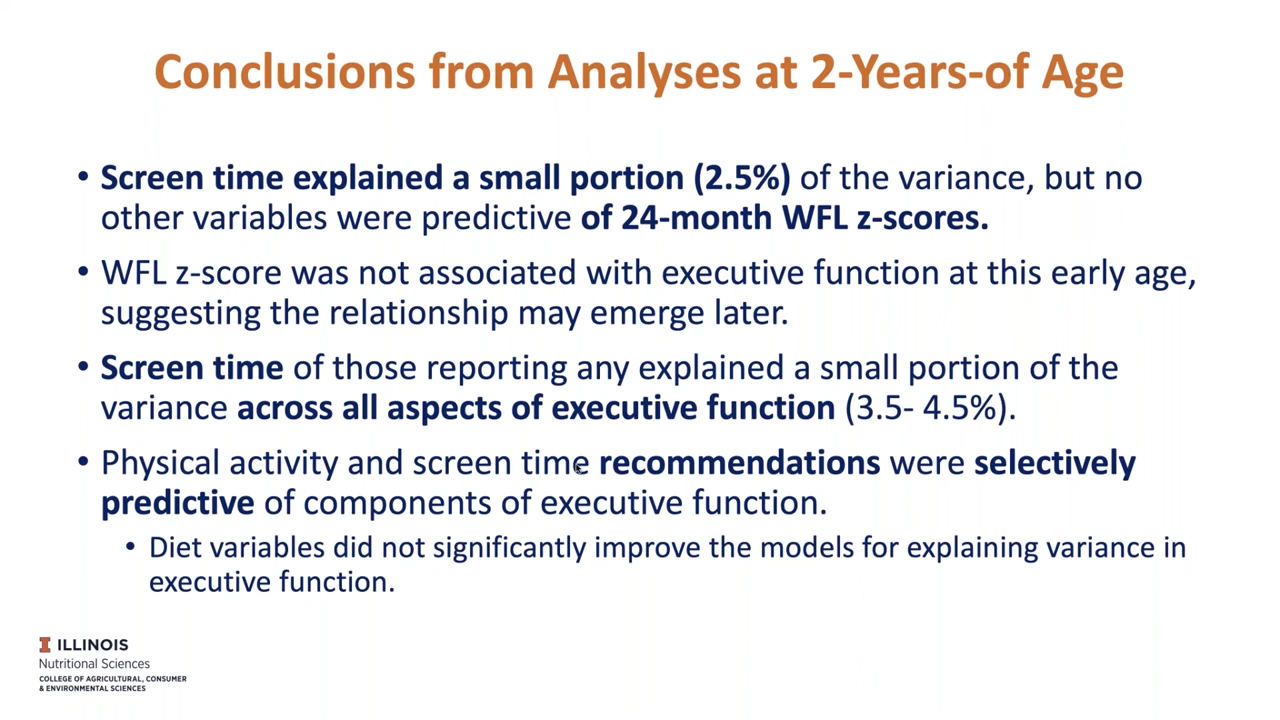 Conclusions from Analyses at 2-Years-of Age
• Screen time explained a small portion (2.5%) of the variance, but no
other variables were predictive of 24-month WFL z-scores.
• WFL z-score was not associated with executive function at this early age,
suggesting the relationship may emerge later.
• Screen time of those reporting any explained a small portion of the
variance across all aspects of executive function (3.5- 4.5%).
• Physical activity and screen time recommendations were selectively
predictive of components of executive function.
• Diet variables did not significantly improve the models for explaining variance in
executive function.
I ILLINOIS
Nutritional Sciences
COLLEGE OF AGRICULTURAL, CONSUMER
& ENVIRONMENTAL SCIENCES